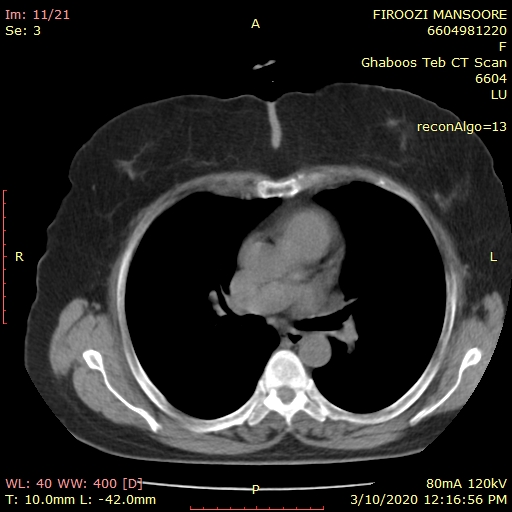 Im: 11/21
Se: 3
A
FIROOZI MANSOORE
6604981220
F
Ghaboos Teb CT Scan
6604
LU
reconAlgo=13
R
L
WL: 40 WW: 400 [D]
T: 10.0mm L: -42.0mm
P
80mA 120kV
3/10/2020 12:16:56 PM